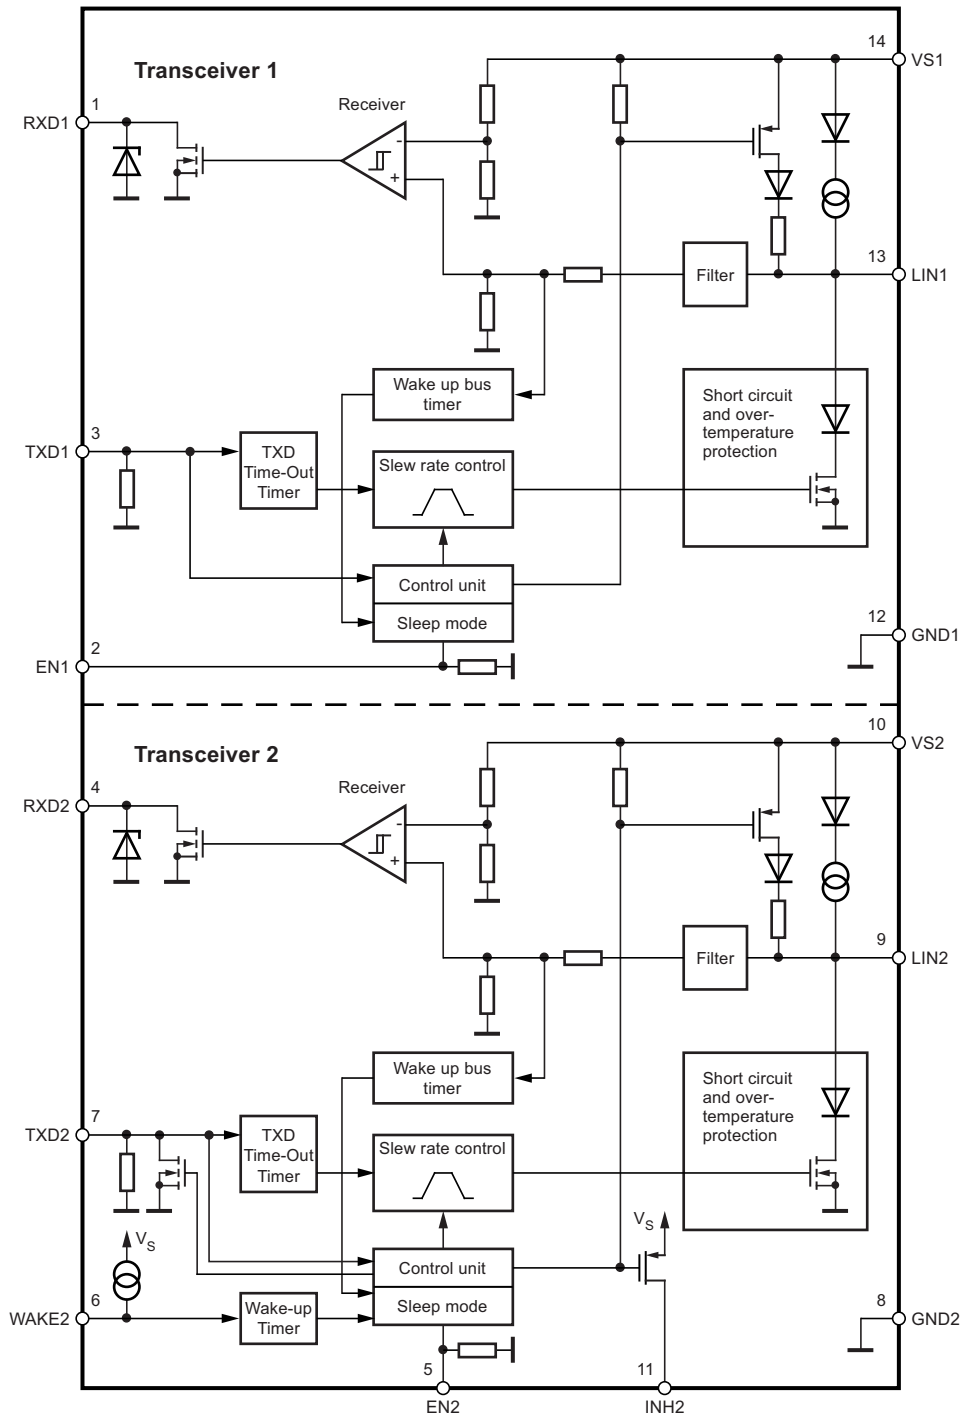 14
VS1
Transceiver 1
1
RXD1
Receiver
-
+
13
LIN1
Filter
Wake up bus
timer
Short circuit
and over-
temperature
protection
3
TXD1
TXD
Time-Out
Timer
Slew rate control
Control unit
Sleep mode
12
GND1
2
EN1
10
VS2
Transceiver 2
4
RXD2
Receiver
-
+
9
LIN2
Filter
Wake up bus
timer
Short circuit
and over-
temperature
protection
7
TXD2
TXD
Time-Out
Timer
Slew rate control
VS
VS
Control unit
Sleep mode
6
WAKE2
Wake-up
Timer
8
GND2
5
EN2
11
INH2